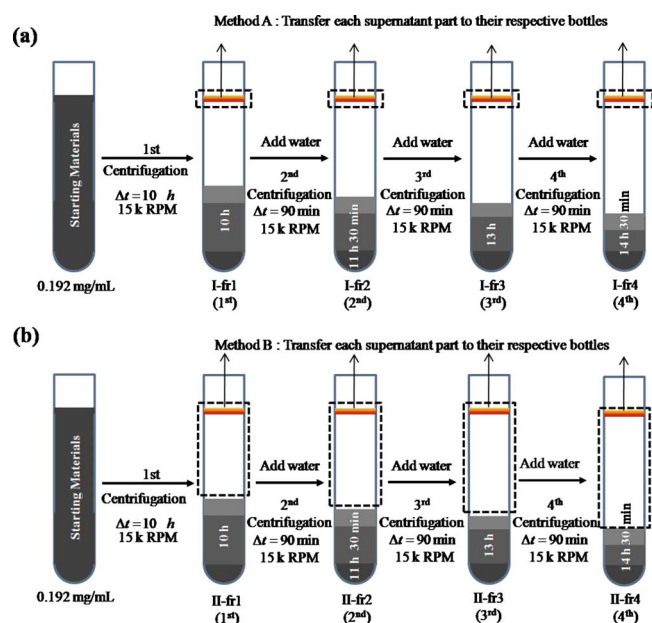 (a)
Method A : Transfer each supernatant part to their respective bottles
Starting Materials
0.192 mg/mL
1st
Centrifugation
Δt = 10 h
15 k RPM
10 h
I-fr1
(1st)
Add water
2nd
Centrifugation
Δt = 90 min
15 k RPM
11 h 30 min
I-fr2
(2nd)
Add water
3rd
Centrifugation
Δt = 90 min
15 k RPM
13 h
I-fr3
(3rd)
Add water
4th
Centrifugation
Δt = 90 min
15 k RPM
14 h 30 min
I-fr4
(4th)
(b)
Method B : Transfer each supernatant part to their respective bottles
Starting Materials
0.192 mg/mL
1st
Centrifugation
Δt = 10 h
15 k RPM
10 h
II-fr1
(1st)
Add water
2nd
Centrifugation
Δt = 90 min
15 k RPM
11 h 30 min
II-fr2
(2nd)
Add water
3rd
Centrifugation
Δt = 90 min
15 k RPM
13 h
II-fr3
(3rd)
Add water
4th
Centrifugation
Δt = 90 min
15 k RPM
14 h 30 min
II-fr4
(4th)